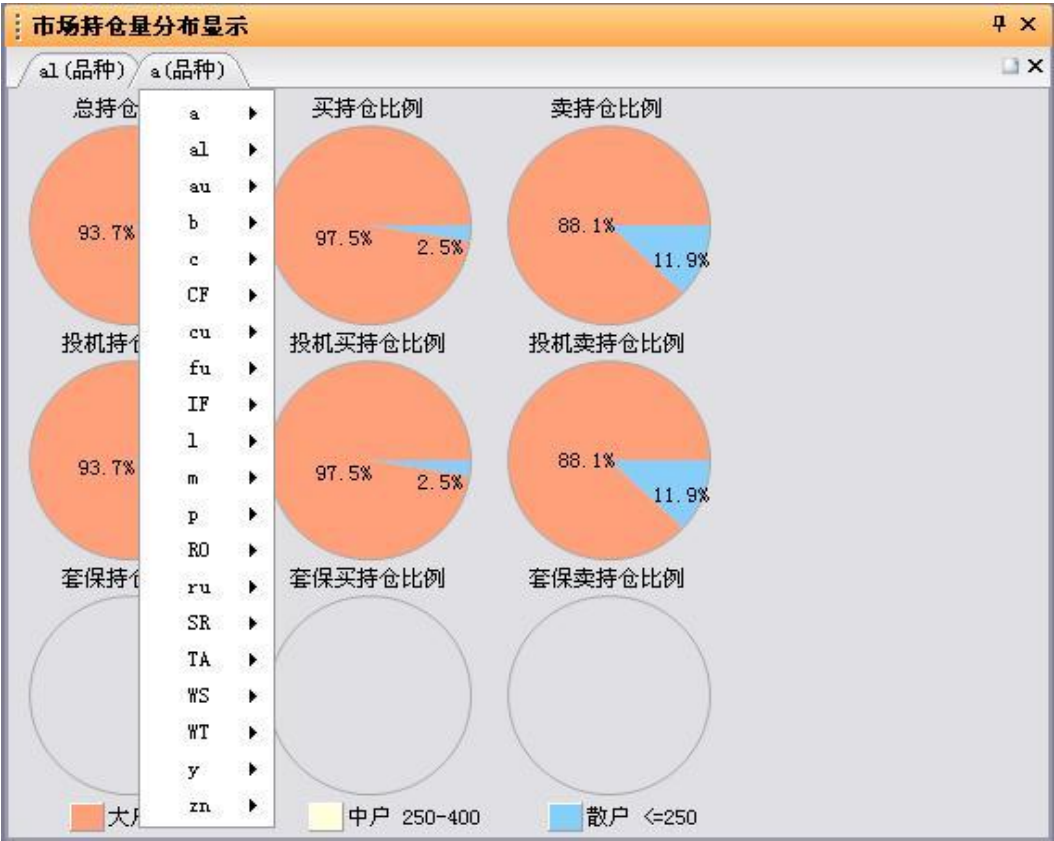 市场持仓量分布显示
al(品种) a(品种)
总持仓 买持仓比例 卖持仓比例
93.7% 97.5% 2.5% 88.1% 11.9%
投机持仓 投机买持仓比例 投机卖持仓比例
93.7% 97.5% 2.5% 88.1% 11.9%
套保持仓 套保买持仓比例 套保卖持仓比例
大户 中户 250-400 散户 <=250
a
al
au
b
c
CF
cu
fu
IF
l
m
p
RO
ru
SR
TA
WS
WT
y
zn